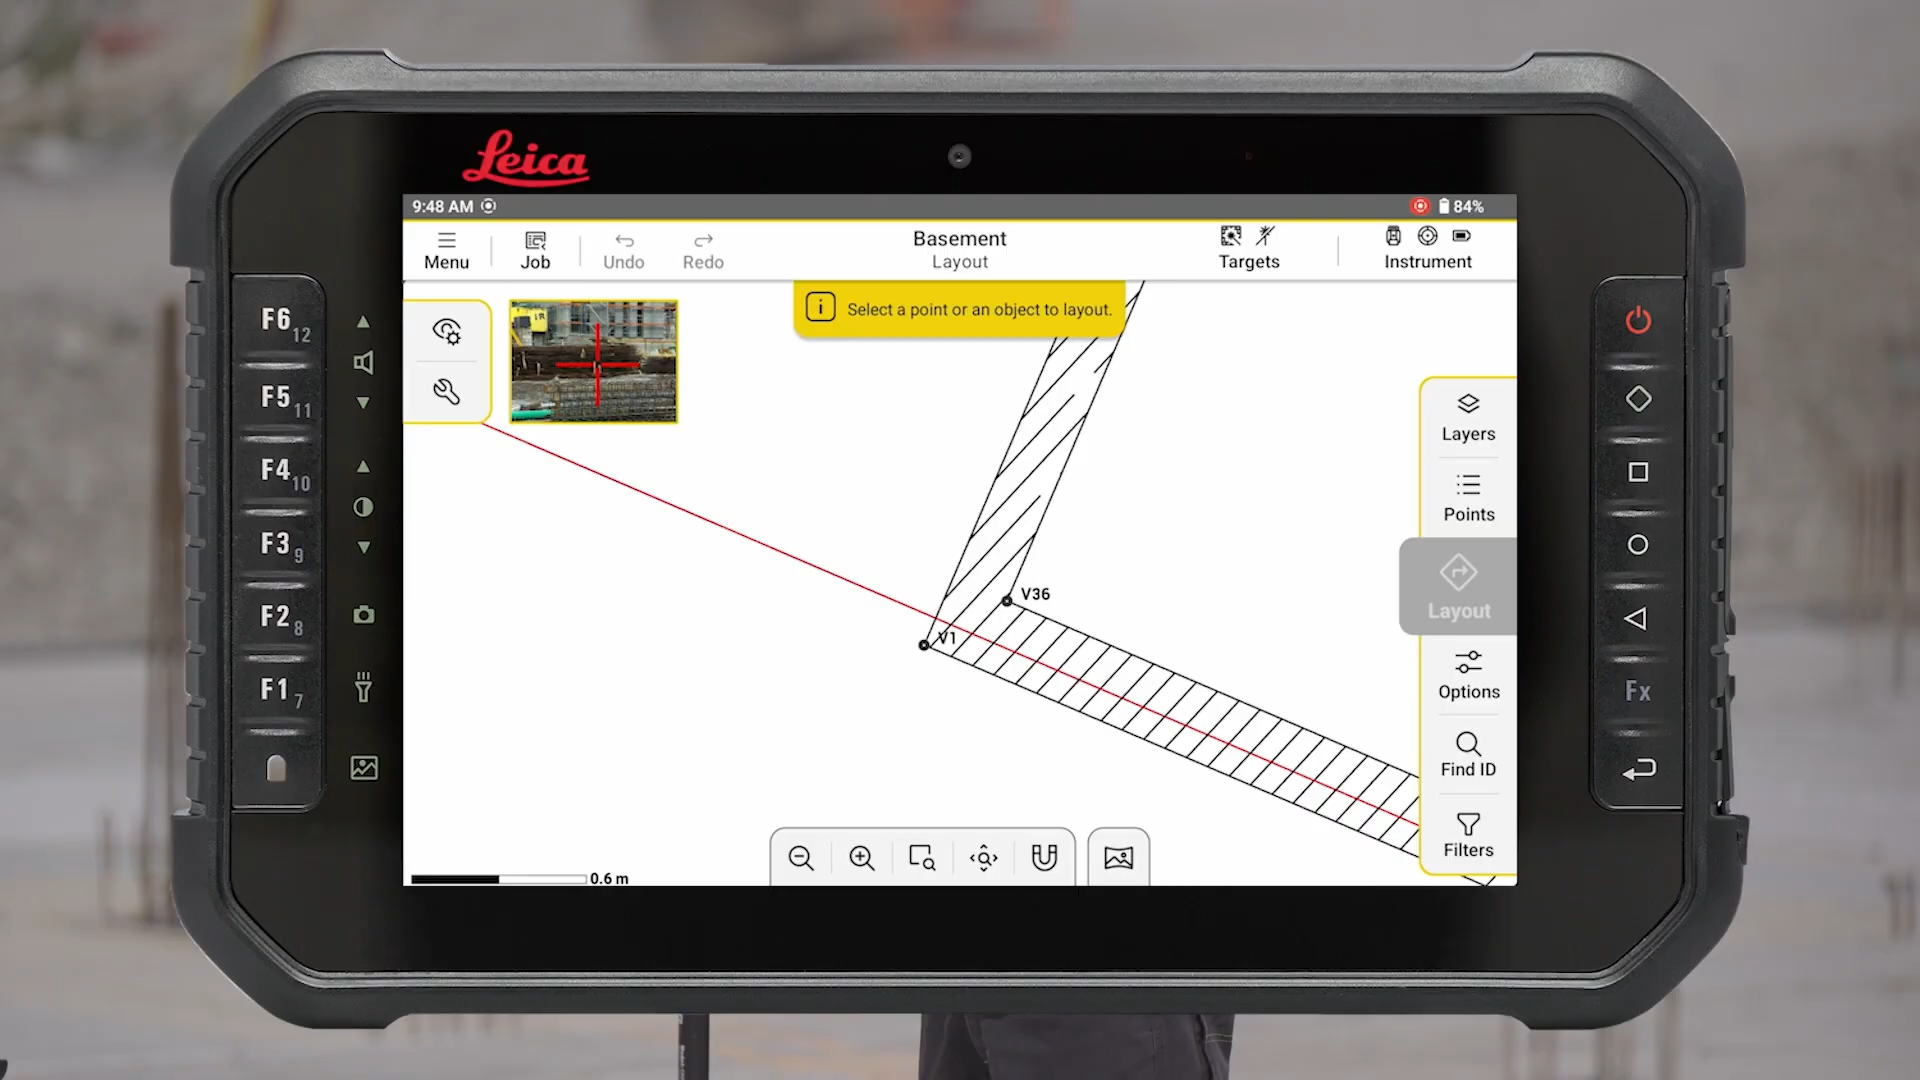 Leica
9:48 AM
84%
Menu
Job
Undo
Redo
Basement
Layout
Targets
Instrument
Select a point or an object to layout.
Layers
Points
Layout
Options
Find ID
Filters
V36
V1
0.6 m
F6 12
F5 11
F4 10
F3 9
F2 8
F1 7
Fx